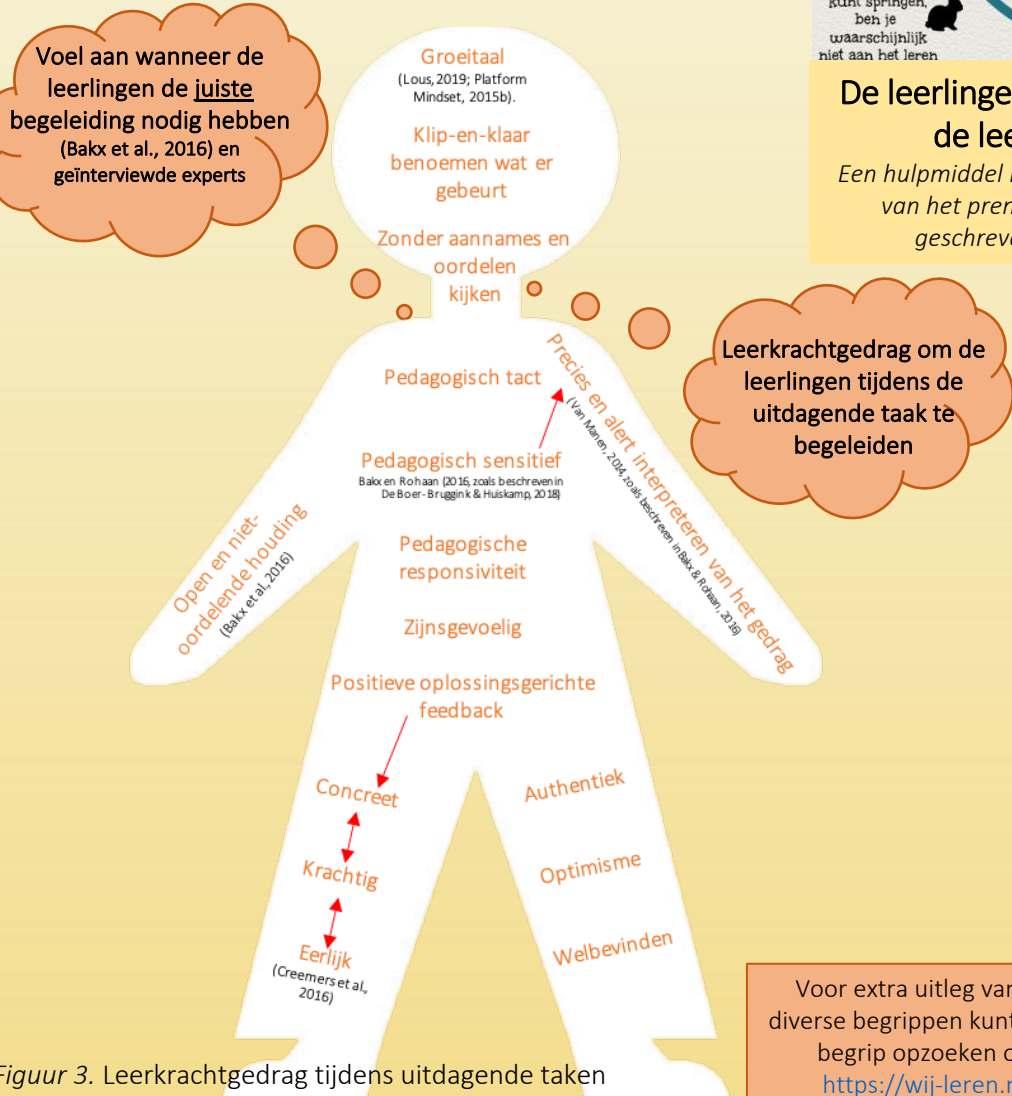 Voel aan wanneer de
leerlingen de juiste
begeleiding nodig hebben
(Bakx et al., 2016) en
geïnterviewde experts
Groeitaal
(Lous, 2019; Platform
Mindset, 2015b).
Klip-en-klaar
benoemen wat er
gebeurt
Zonder aannames en
oordelen
kijken
kunt springen,
ben je
waarschijnlijk
niet aan het leren
De leerlinge
de lee
Een hulpmiddel
van het pren
geschreve
Leerkrachtgedrag om de
leerlingen tijdens de
uitdagende taak te
begeleiden
Pedagogisch tact
Precies en alert interpreteren van het gedrag
(Van Manen, 2014, zoals beschreven in Bakx & Rohaan, 2016)
Pedagogisch sensitief
Bakx en Rohaan (2016, zoals beschreven in
De Boer- Bruggink & Huiskamp, 2018)
Open en niet-
oordelende houding
(Bakx et al, 2016)
Pedagogische
responsiviteit
Zijnsgevoelig
Positieve oplossingsgerichte
feedback
Concreet
Krachtig
Eerlijk
(Creemers et al.,
2016)
Authentiek
Optimisme
Welbevinden
Voor extra uitleg van
diverse begrippen kunt
begrip opzoeken o
https://wij-leren.n
Figuur 3. Leerkrachtgedrag tijdens uitdagende taken